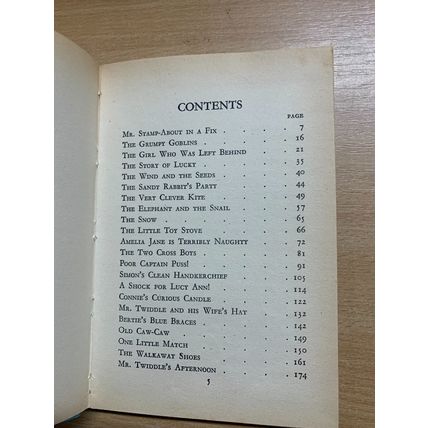 CONTENTS
PAGE
MR. STAMP-ABOUT IN A FIX . . . . 7
THE GRUMPY GOBLINS . . . . 16
THE GIRL WHO WAS LEFT BEHIND . . . . 21
THE STORY OF LUCKY . . . . 35
THE WIND AND THE SEEDS . . . . 40
THE SANDY RABBIT'S PARTY . . . . 44
THE VERY CLEVER KITE . . . . 49
THE ELEPHANT AND THE SNAIL . . . . 57
THE SNOW . . . . 65
THE LITTLE TOY STOVE . . . . 66
AMELIA JANE IS TERRIBLY NAUGHTY . . . . 72
THE TWO CROSS BOYS . . . . 81
POOR CAPTAIN PUSS! . . . . 91
SIMON'S CLEAN HANDKERCHIEF . . . . 105
A SHOCK FOR LUCY ANN! . . . . 114
CONNIE'S CURIOUS CANDLE . . . . 122
MR. TWIDDLE AND HIS WIFE'S HAT . . . . 132
BERTIE'S BLUE BRACES . . . . 142
OLD CAW-CAW . . . . 149
ONE LITTLE MATCH . . . . 150
THE WALKAWAY SHOES . . . . 161
MR. TWIDDLE'S AFTERNOON . . . . 174
5